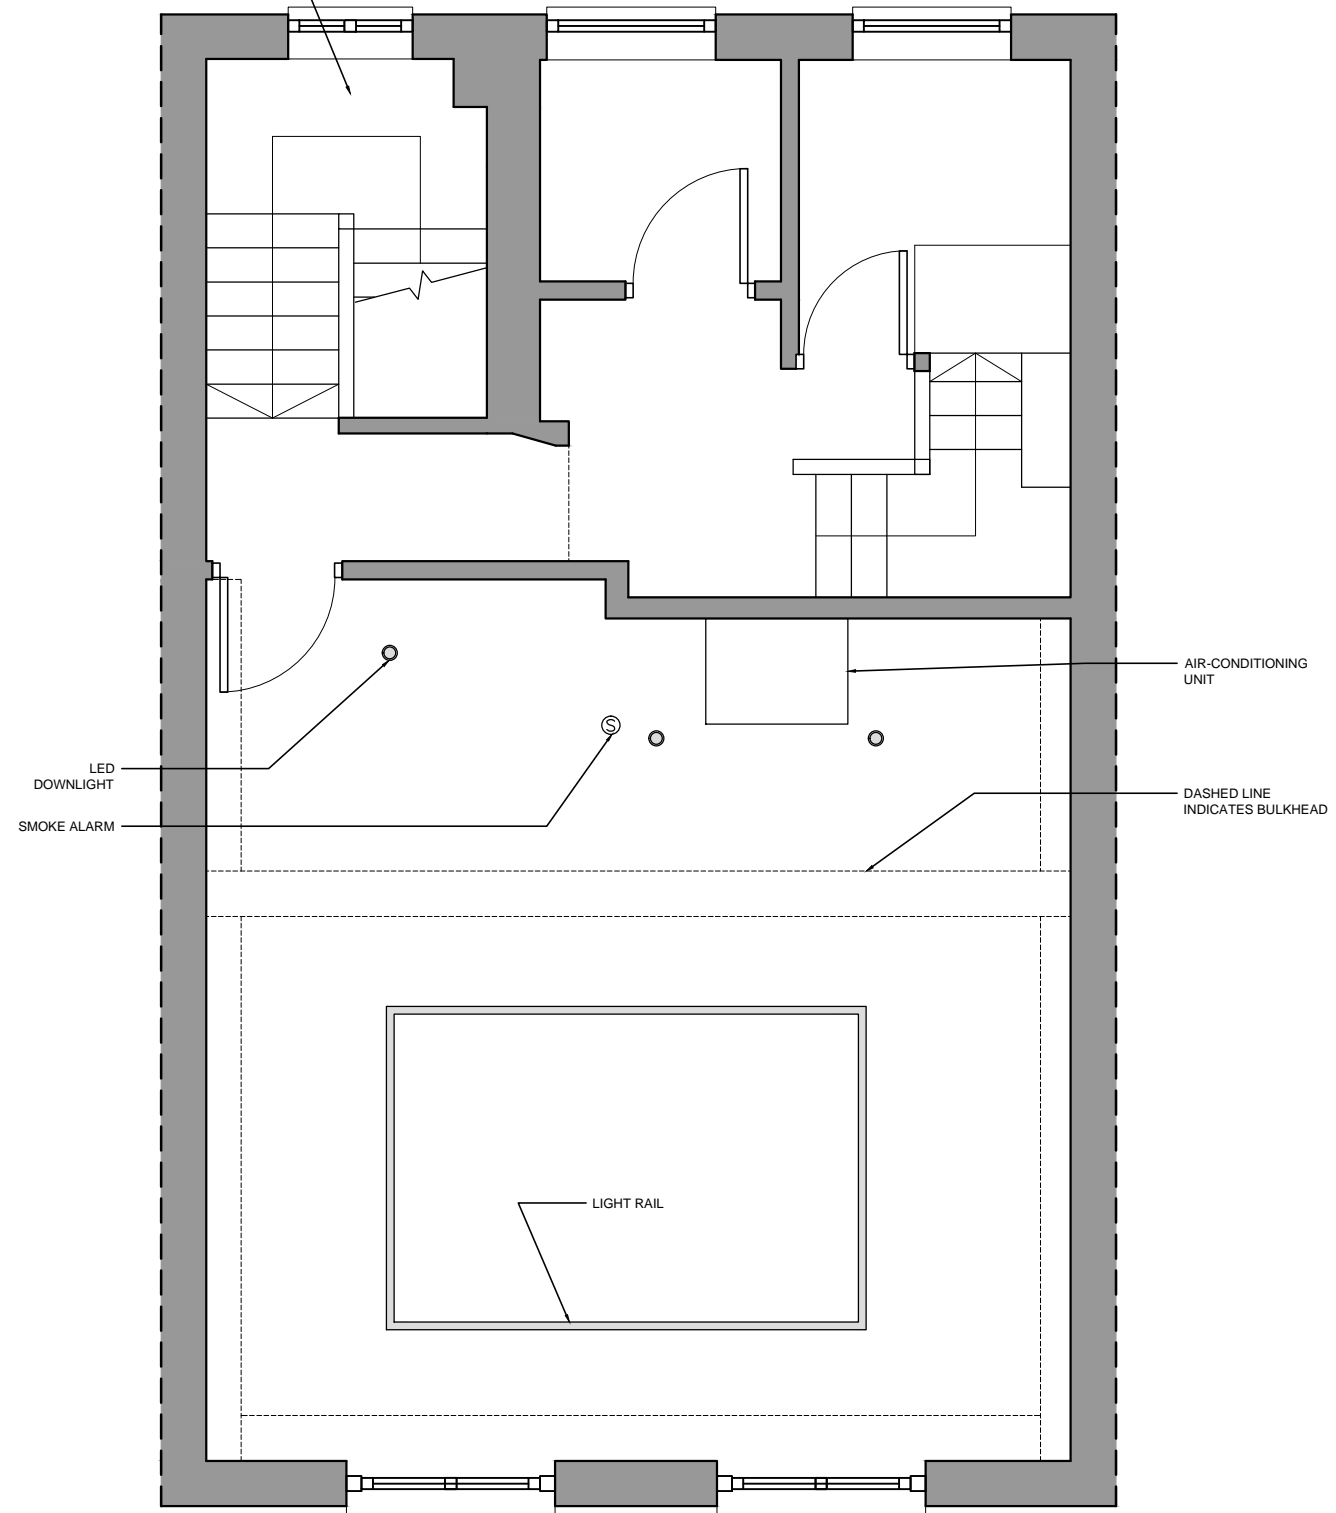 AIR-CONDITIONING
UNIT
S
LED
DOWNLIGHT
DASHED LINE
INDICATES BULKHEAD
SMOKE ALARM
LIGHT RAIL